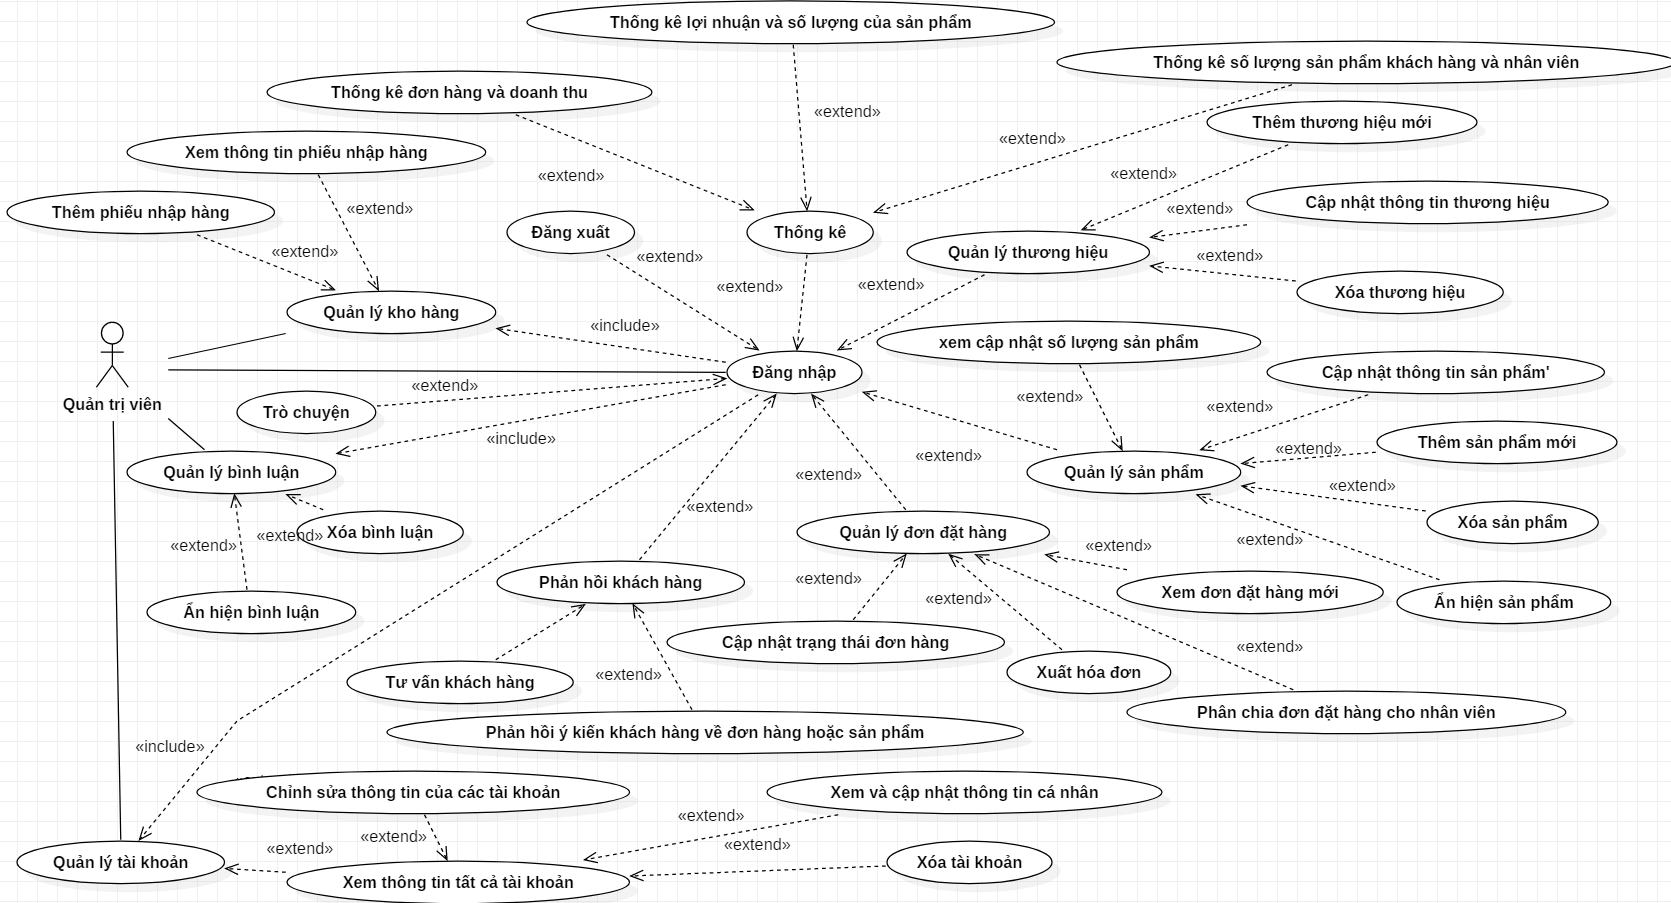 Thống kê lợi nhuận và số lượng của sản phẩm
Thống kê số lượng sản phẩm khách hàng và nhân viên
Thống kê đơn hàng và doanh thu
«extend»
Thêm thương hiệu mới
«extend»
Xem thông tin phiếu nhập hàng
«extend»
«extend»
Cập nhật thông tin thương hiệu
«extend»
«extend»
Thêm phiếu nhập hàng
Đăng xuất
Thống kê
«extend»
Quản lý thương hiệu
«extend»
«extend»
«extend»
«extend»
Xóa thương hiệu
Quản lý kho hàng
«include»
xem cập nhật số lượng sản phẩm
Đăng nhập
Cập nhật thông tin sản phẩm'
«extend»
«extend»
Quản trị viên
Trò chuyện
«extend»
«include»
Thêm sản phẩm mới
«extend»
«extend»
Quản lý bình luận
«extend»
Quản lý sản phẩm
«extend»
«extend»
Xóa sản phẩm
Xóa bình luận
«extend»
«extend»
Quản lý đơn đặt hàng
«extend»
«extend»
Phản hồi khách hàng
«extend»
Xem đơn đặt hàng mới
«extend»
Ẩn hiện sản phẩm
Ẩn hiện bình luận
Cập nhật trạng thái đơn hàng
«extend»
Tư vấn khách hàng
«extend»
Xuất hóa đơn
Phân chia đơn đặt hàng cho nhân viên
Phản hồi ý kiến khách hàng về đơn hàng hoặc sản phẩm
«include»
Chỉnh sửa thông tin của các tài khoản
Xem và cập nhật thông tin cá nhân
«extend»
«extend»
«extend»
«extend»
Quản lý tài khoản
Xóa tài khoản
Xem thông tin tất cả tài khoản